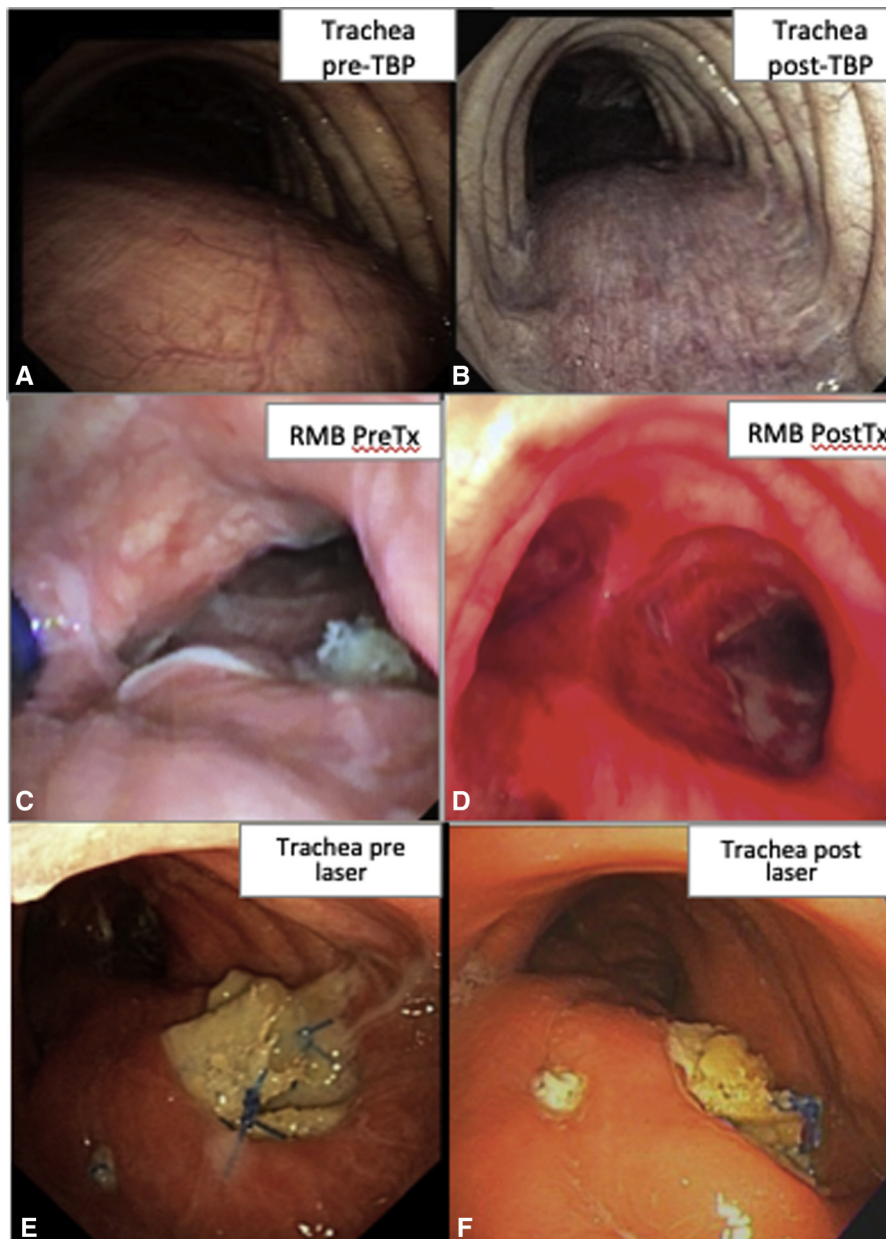 Trachea
pre-TBP
Trachea
post-TBP
A
B
RMB PreTx
RMB PostTx
C
D
Trachea pre
laser
Trachea post
laser
E
F